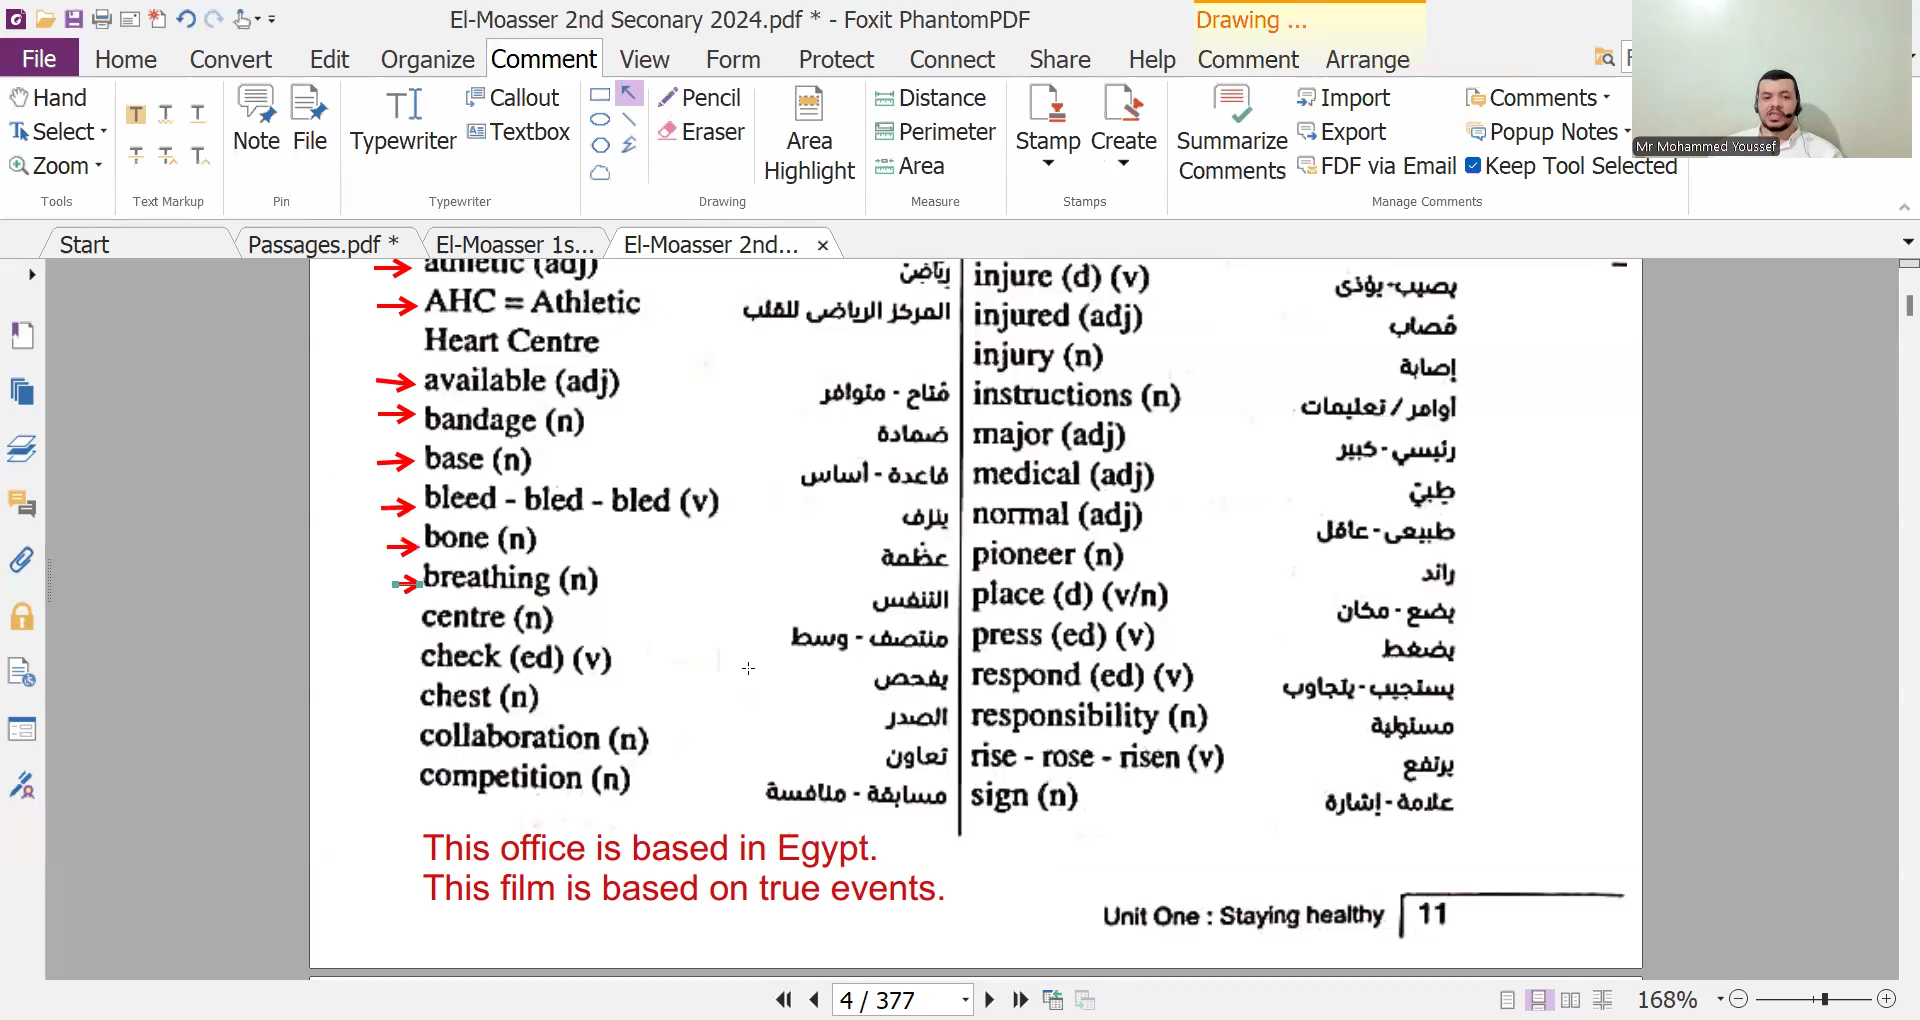 El-Moasser 2nd Seconary 2024.pdf * - Foxit PhantomPDF
Drawing ...
File Home Convert Edit Organize Comment View Form Protect Connect Share Help Comment Arrange
Hand
Select
Zoom
Tools
Text Markup
Note
File
Pin
Typewriter
Callout
Textbox
Typewriter
Pencil
Eraser
Area
Highlight
Drawing
Distance
Perimeter
Area
Measure
Stamp
Create
Stamps
Summarize
Comments
Import
Export
FDF via Email
Comments
Popup Notes
Keep Tool Selected
Manage Comments
Mr Mohammed Youssef
Start
Passages.pdf *
El-Moasser 1s...
El-Moasser 2nd...
athletic (adj) رِيَاضِىّ
AHC = Athletic المركز الرياضى للقلب
Heart Centre
available (adj) مُتاح - متوافر
bandage (n) ضمادة
base (n) قاعدة - أساس
bleed - bled - bled (v) ينزف
bone (n) عظْمة
breathing (n) التنفس
centre (n) منتصف - وسط
check (ed) (v) يفحص
chest (n) الصدر
collaboration (n) تعاون
competition (n) مسابقة - منافسة
injure (d) (v) يصيب-يؤذى
injured (adj) مُصاب
injury (n) إصابة
instructions (n) أوامر / تعليمات
major (adj) رئيسي - كبير
medical (adj) طِبىّ
normal (adj) طبيعى - عاقل
pioneer (n) رائد
place (d) (v/n) يضع - مكان
press (ed) (v) يضغط
respond (ed) (v) يستجيب - يتجاوب
responsibility (n) مسئولية
rise - rose - risen (v) يرتفع
sign (n) علامة - إشارة
This office is based in Egypt.
This film is based on true events.
Unit One : Staying healthy 11
4 / 377
168%